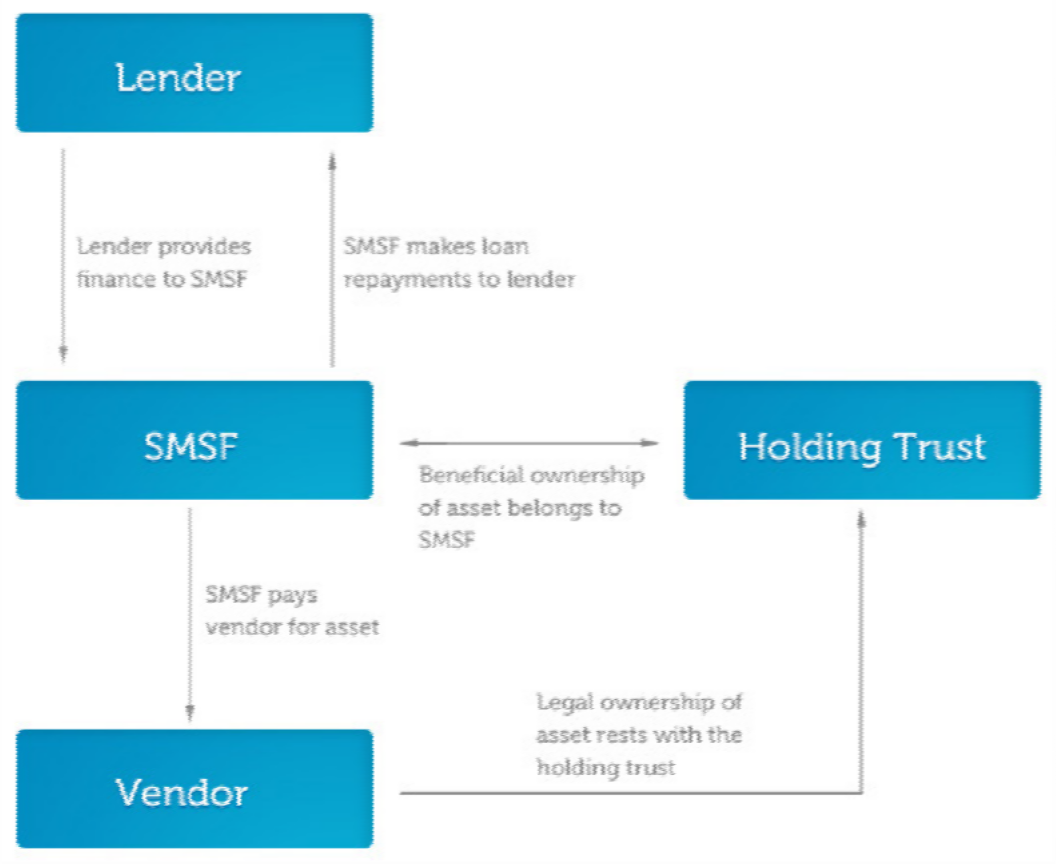 Lender
Lender provides
finance to SMSF
SMSF makes loan
repayments to lender
SMSF
Holding Trust
Beneficial ownership
of asset belongs to
SMSF
SMSF pays
vendor for asset
Legal ownership of
asset rests with the
holding trust
Vendor